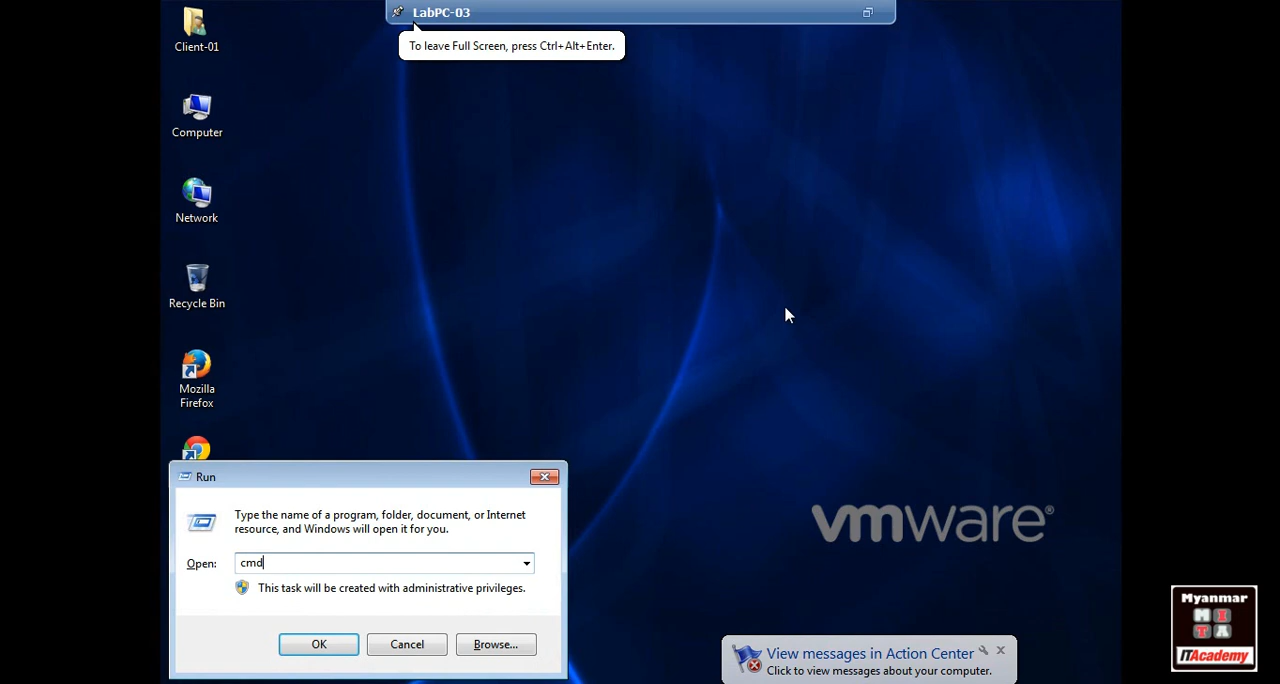 LabPC-03
To leave Full Screen, press Ctrl+Alt+Enter.
Client-01
Computer
Network
Recycle Bin
Mozilla
Firefox
Run
Type the name of a program, folder, document, or Internet
resource, and Windows will open it for you.
Open:
cmd
This task will be created with administrative privileges.
OK
Cancel
Browse...
vmware®
View messages in Action Center
Click to view messages about your computer.
Myanmar
M I
T A
ITAcademy